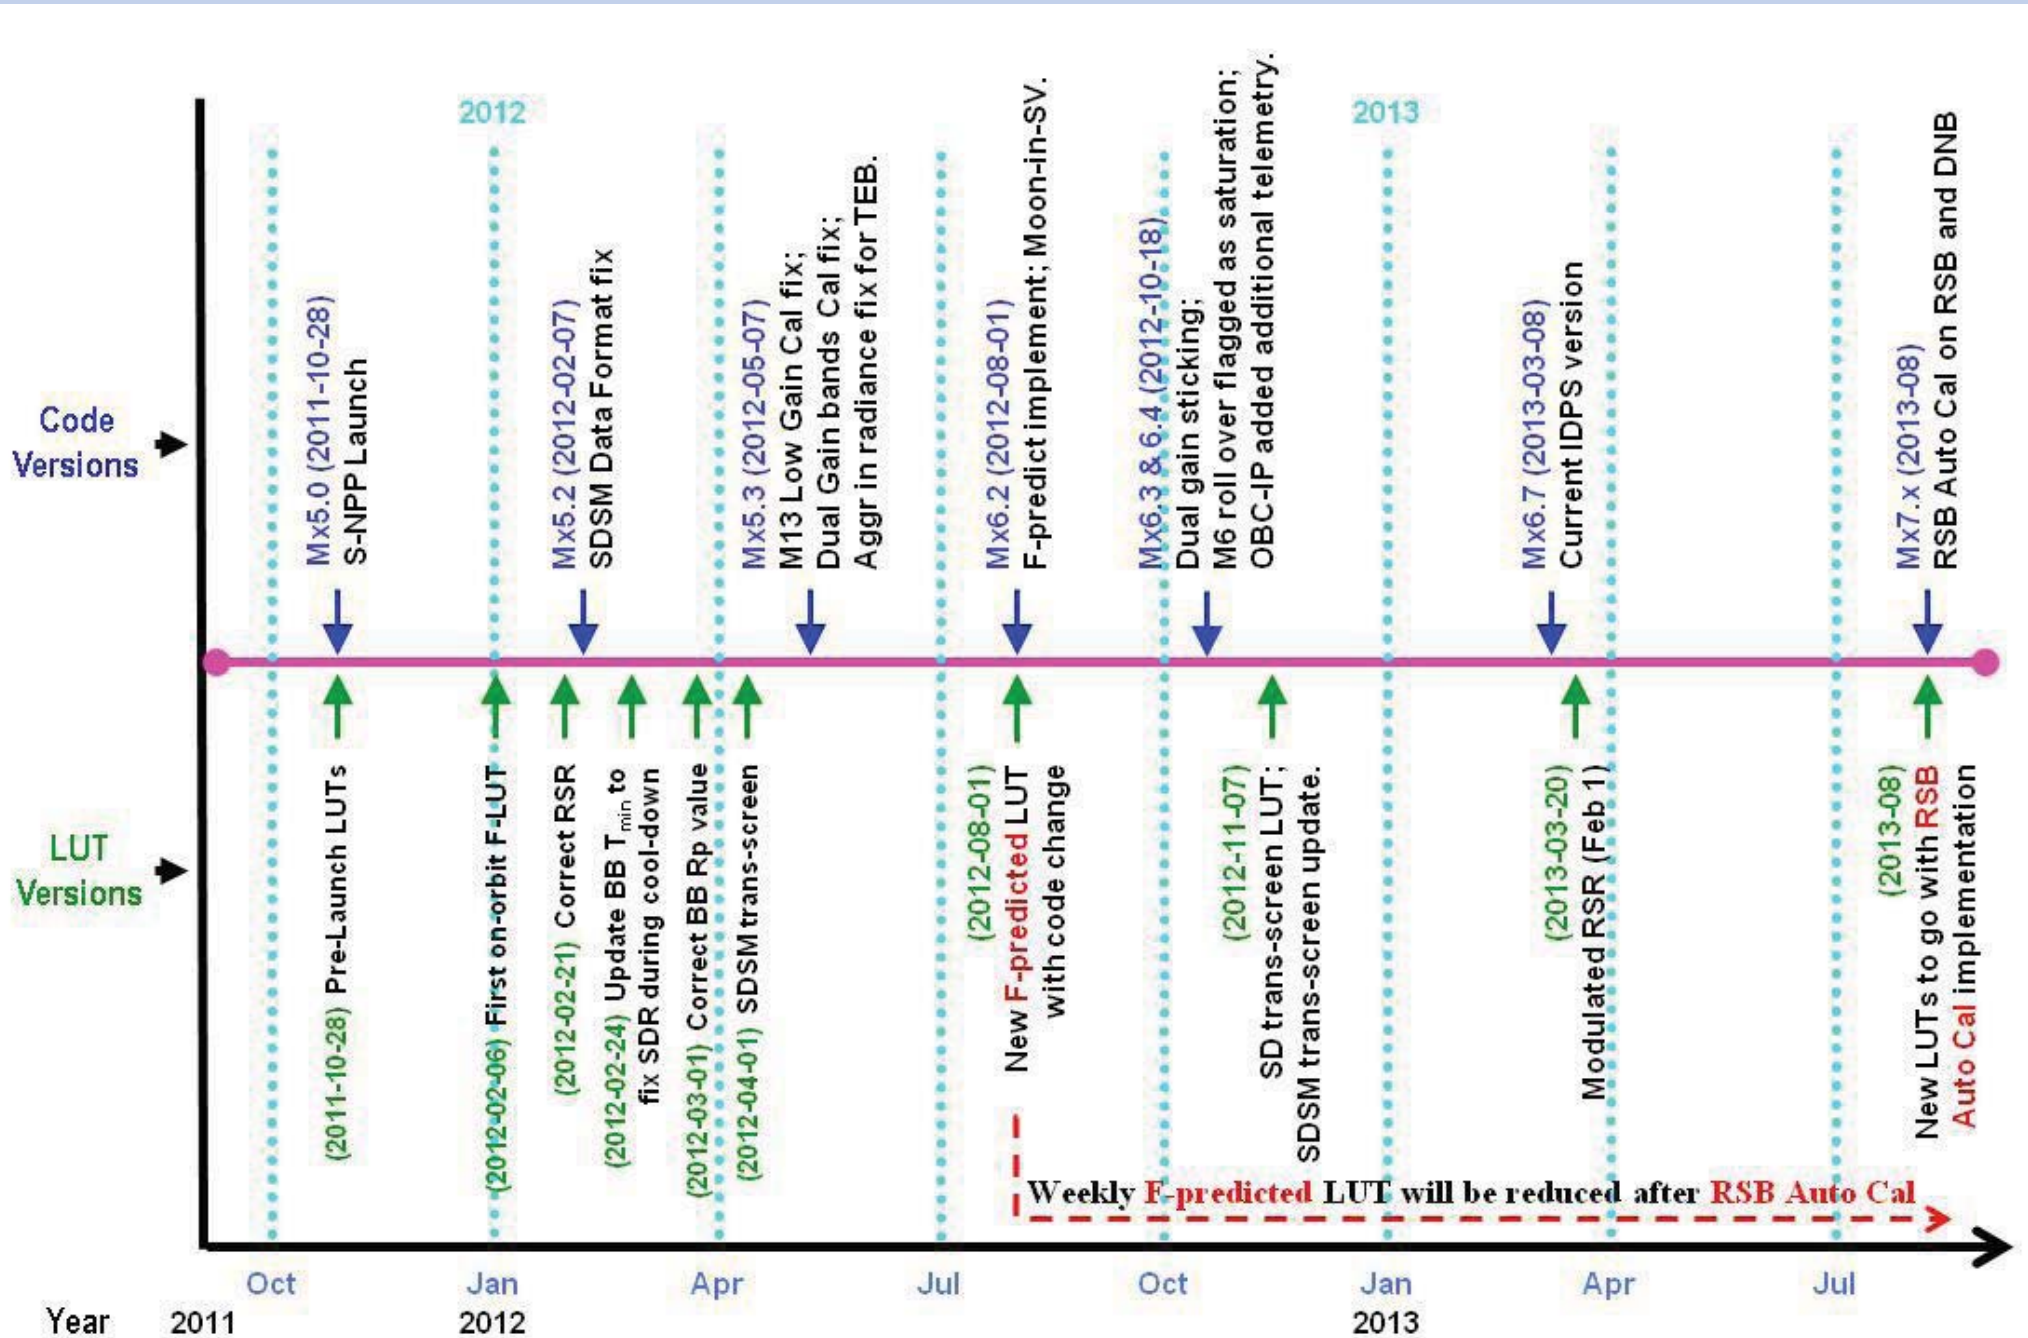 2012
2013
Code
Versions
Mx5.0 (2011-10-28)
S-NPP Launch
Mx5.2 (2012-02-07)
SDSM Data Format fix
Mx5.3 (2012-05-07)
M13 Low Gain Cal fix;
Dual Gain bands Cal fix;
Aggr in radiance fix for TEB.
Mx6.2 (2012-08-01)
F-predict implement; Moon-in-SV.
Mx6.3 & 6.4 (2012-10-18)
Dual gain sticking;
M6 roll over flagged as saturation;
OBC-IP added additional telemetry.
Mx6.7 (2013-03-08)
Current IDPS version
Mx7.x (2013-08)
RSB Auto Cal on RSB and DNB
LUT
Versions
(2011-10-28) Pre-Launch LUTs
(2012-02-06) First on-orbit F-LUT
(2012-02-21) Correct RSR
(2012-02-24) Update BB Tmin to
fix SDR during cool-down
(2012-03-01) Correct BB Rp value
(2012-04-01) SDSM trans-screen
(2012-08-01)
New F-predicted LUT
with code change
(2012-11-07)
SD trans-screen LUT;
SDSM trans-screen update.
(2013-03-20)
Modulated RSR (Feb 1)
(2013-08)
New LUTs to go with RSB
Auto Cal implementation
Weekly F-predicted LUT will be reduced after RSB Auto Cal
Oct Jan Apr Jul Oct Jan Apr Jul
Year 2011 2012 2013